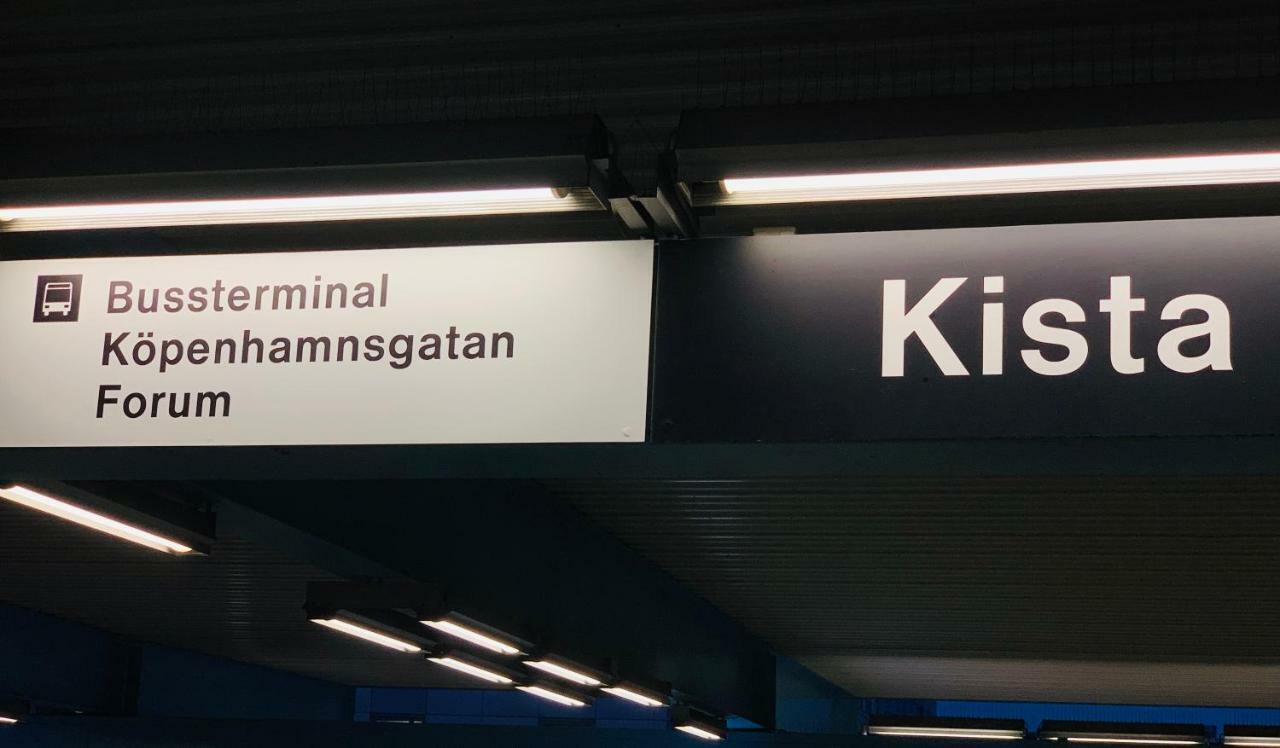 Bussterminal
Köpenhamnsgatan
Forum
Kista